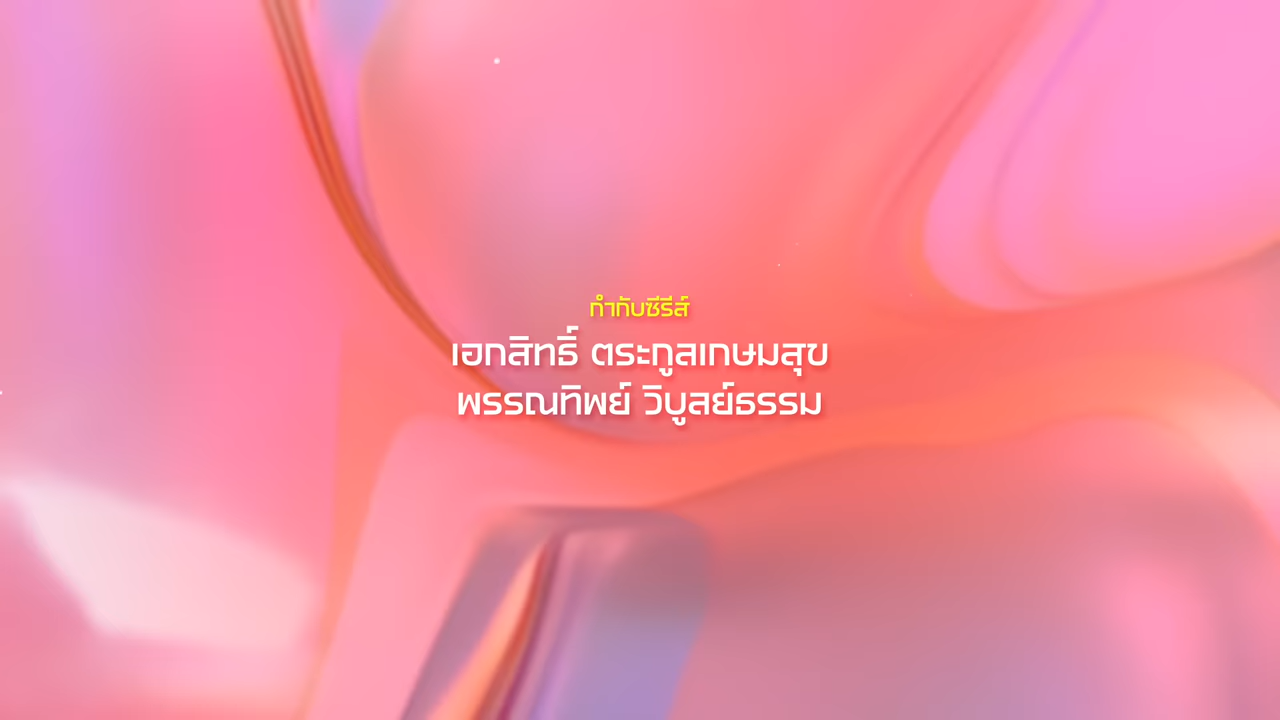 กำกับซีรีส์
เอกสิทธิ์ ตระกูลเกษมสุข
พรรณทิพย์ วิบูลย์ธรรม